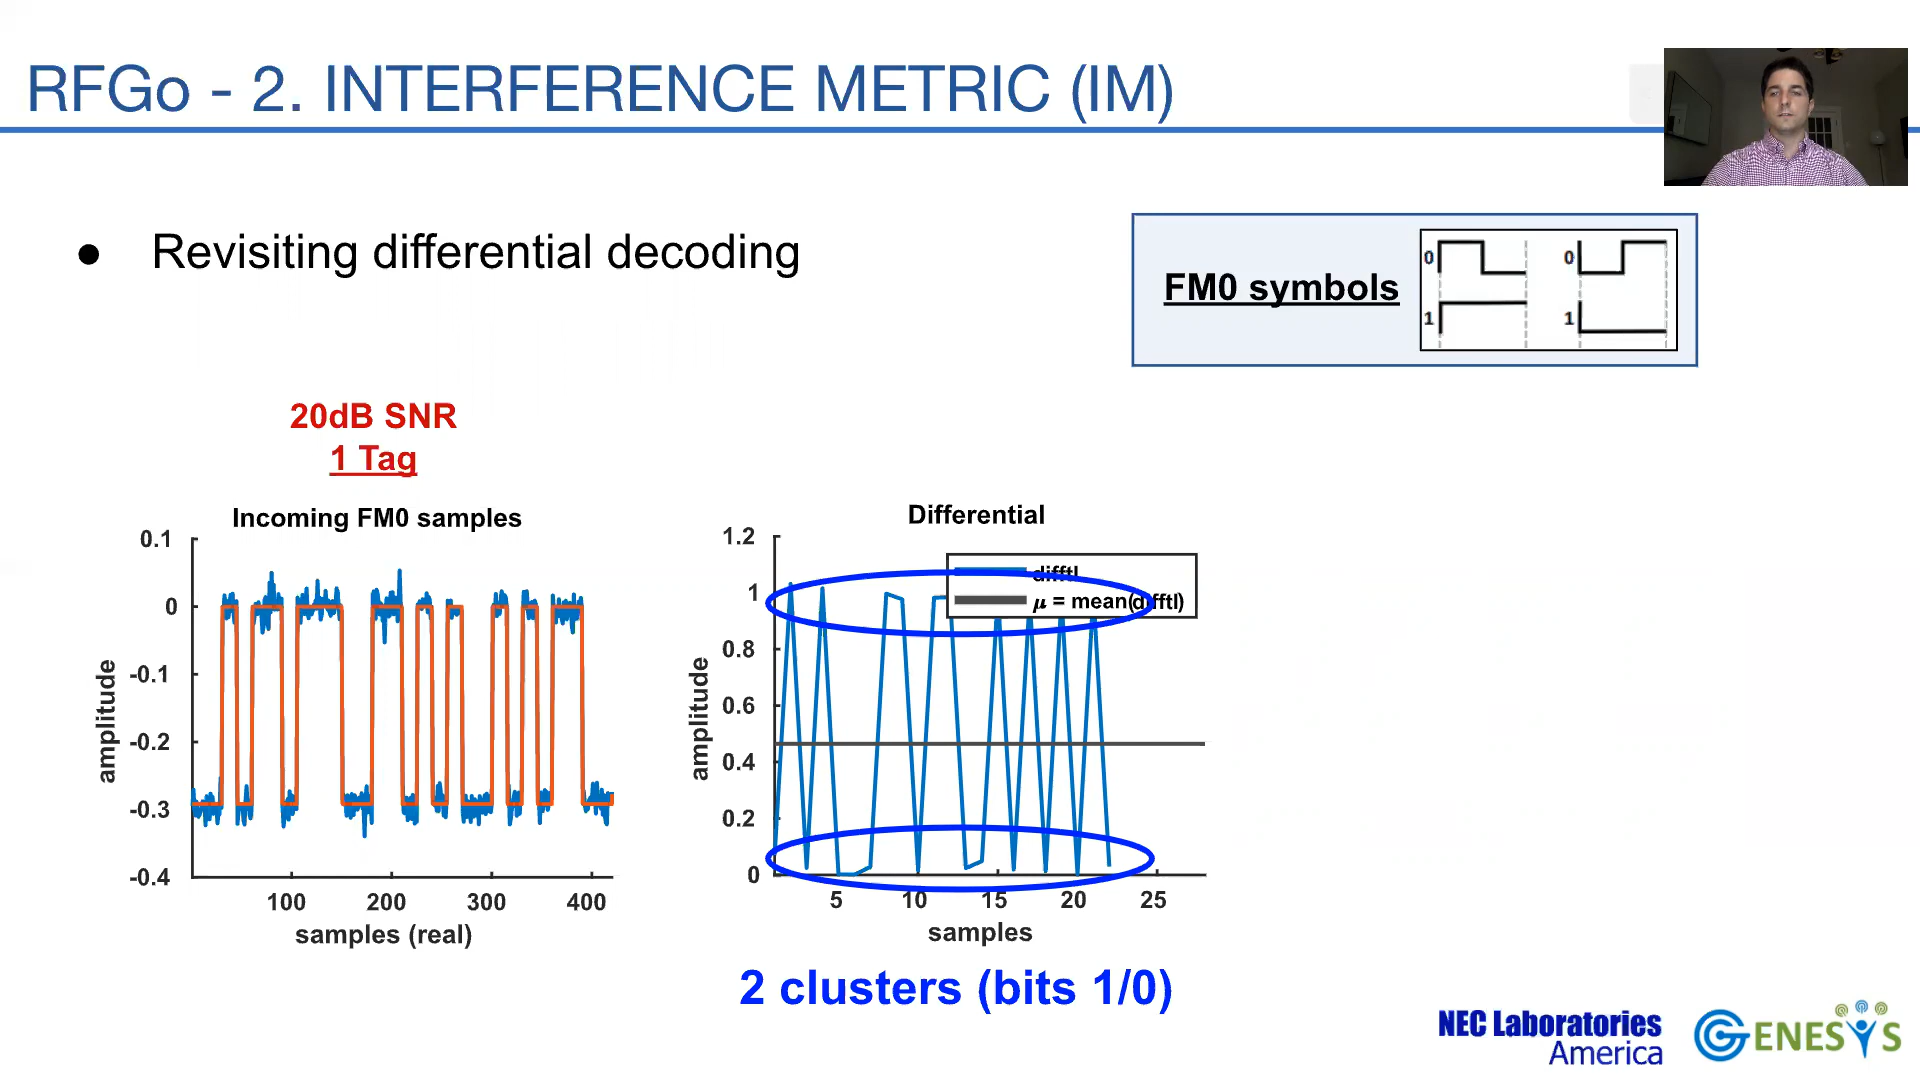 RFGo - 2. INTERFERENCE METRIC (IM)
● Revisiting differential decoding
FM0 symbols
0
0
1
1
20dB SNR
1 Tag
Incoming FM0 samples
0.1
0
-0.1
-0.2
-0.3
-0.4
amplitude
100 200 300 400
samples (real)
Differential
1.2
1
0.8
0.6
0.4
0.2
0
amplitude
difftl
μ = mean(difftl)
5 10 15 20 25
samples
2 clusters (bits 1/0)
NEC Laboratories
America
GENESYS